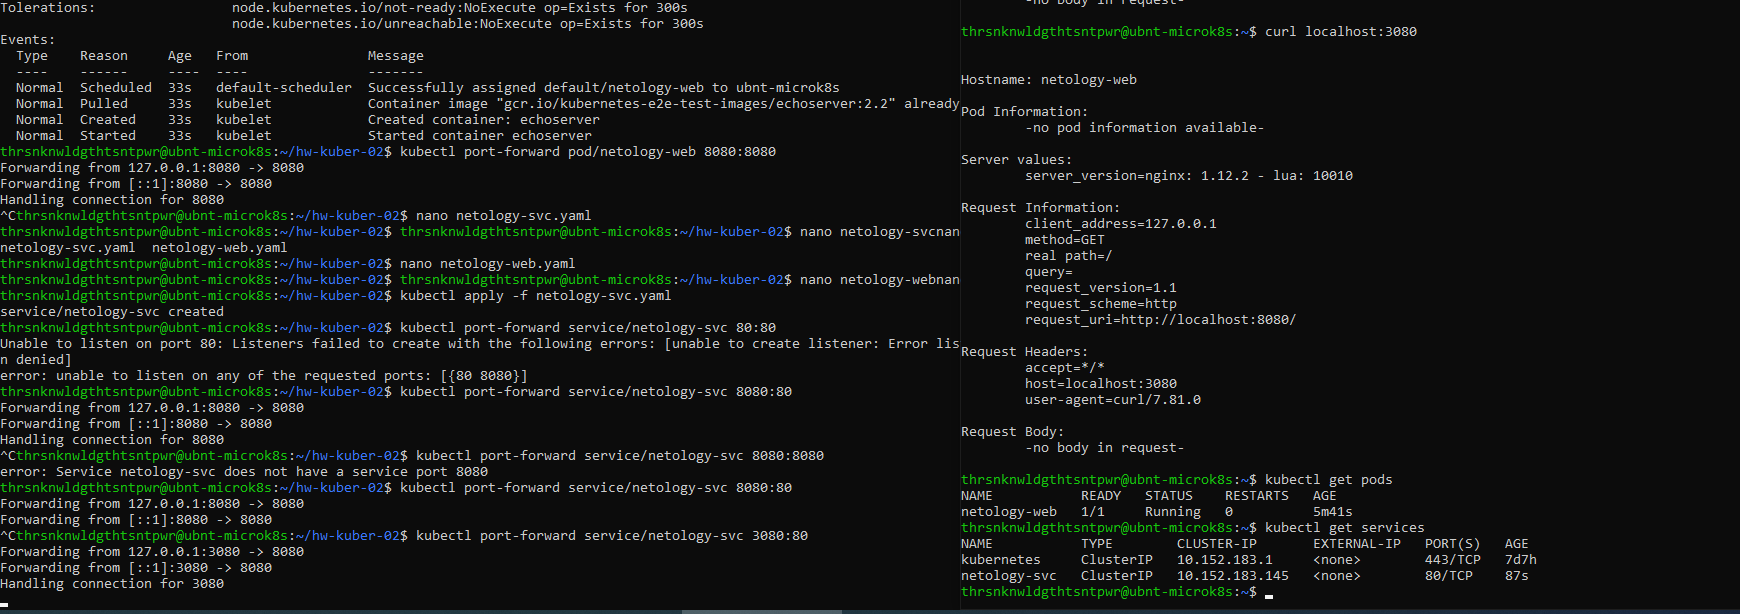 Tolerations:                 node.kubernetes.io/not-ready:NoExecute op=Exists for 300s
                             node.kubernetes.io/unreachable:NoExecute op=Exists for 300s
Events:
  Type    Reason     Age   From               Message
  ----    ------     ----  ----               -------
  Normal  Scheduled  33s   default-scheduler  Successfully assigned default/netology-web to ubnt-microk8s
  Normal  Pulled     33s   kubelet            Container image "gcr.io/kubernetes-e2e-test-images/echoserver:2.2" already
  Normal  Created    33s   kubelet            Created container: echoserver
  Normal  Started    33s   kubelet            Started container echoserver
thrsnknwldgthtsntpwr@ubnt-microk8s:~/hw-kuber-02$ kubectl port-forward pod/netology-web 8080:8080
Forwarding from 127.0.0.1:8080 -> 8080
Forwarding from [::1]:8080 -> 8080
Handling connection for 8080
^Cthrsnknwldgthtsntpwr@ubnt-microk8s:~/hw-kuber-02$ nano netology-svc.yaml
thrsnknwldgthtsntpwr@ubnt-microk8s:~/hw-kuber-02$ thrsnknwldgthtsntpwr@ubnt-microk8s:~/hw-kuber-02$ nano netology-svcnan
netology-svc.yaml  netology-web.yaml
thrsnknwldgthtsntpwr@ubnt-microk8s:~/hw-kuber-02$ nano netology-web.yaml
thrsnknwldgthtsntpwr@ubnt-microk8s:~/hw-kuber-02$ thrsnknwldgthtsntpwr@ubnt-microk8s:~/hw-kuber-02$ nano netology-webnan
thrsnknwldgthtsntpwr@ubnt-microk8s:~/hw-kuber-02$ kubectl apply -f netology-svc.yaml
service/netology-svc created
thrsnknwldgthtsntpwr@ubnt-microk8s:~/hw-kuber-02$ kubectl port-forward service/netology-svc 80:80
Unable to listen on port 80: Listeners failed to create with the following errors: [unable to create listener: Error lis
n denied]
error: unable to listen on any of the requested ports: [{80 8080}]
thrsnknwldgthtsntpwr@ubnt-microk8s:~/hw-kuber-02$ kubectl port-forward service/netology-svc 8080:80
Forwarding from 127.0.0.1:8080 -> 8080
Forwarding from [::1]:8080 -> 8080
Handling connection for 8080
^Cthrsnknwldgthtsntpwr@ubnt-microk8s:~/hw-kuber-02$ kubectl port-forward service/netology-svc 8080:8080
error: Service netology-svc does not have a service port 8080
thrsnknwldgthtsntpwr@ubnt-microk8s:~/hw-kuber-02$ kubectl port-forward service/netology-svc 8080:80
Forwarding from 127.0.0.1:8080 -> 8080
Forwarding from [::1]:8080 -> 8080
^Cthrsnknwldgthtsntpwr@ubnt-microk8s:~/hw-kuber-02$ kubectl port-forward service/netology-svc 3080:80
Forwarding from 127.0.0.1:3080 -> 8080
Forwarding from [::1]:3080 -> 8080
Handling connection for 3080
        -no body in request-
thrsnknwldgthtsntpwr@ubnt-microk8s:~$ curl localhost:3080
Hostname: netology-web
Pod Information:
        -no pod information available-
Server values:
        server_version=nginx: 1.12.2 - lua: 10010
Request Information:
        client_address=127.0.0.1
        method=GET
        real path=/
        query=
        request_version=1.1
        request_scheme=http
        request_uri=http://localhost:8080/
Request Headers:
        accept=*/*
        host=localhost:3080
        user-agent=curl/7.81.0
Request Body:
        -no body in request-
thrsnknwldgthtsntpwr@ubnt-microk8s:~$ kubectl get pods
NAME           READY   STATUS    RESTARTS   AGE
netology-web   1/1     Running   0          5m41s
thrsnknwldgthtsntpwr@ubnt-microk8s:~$ kubectl get services
NAME           TYPE        CLUSTER-IP       EXTERNAL-IP   PORT(S)   AGE
kubernetes     ClusterIP   10.152.183.1     <none>        443/TCP   7d7h
netology-svc   ClusterIP   10.152.183.145   <none>        80/TCP    87s
thrsnknwldgthtsntpwr@ubnt-microk8s:~$